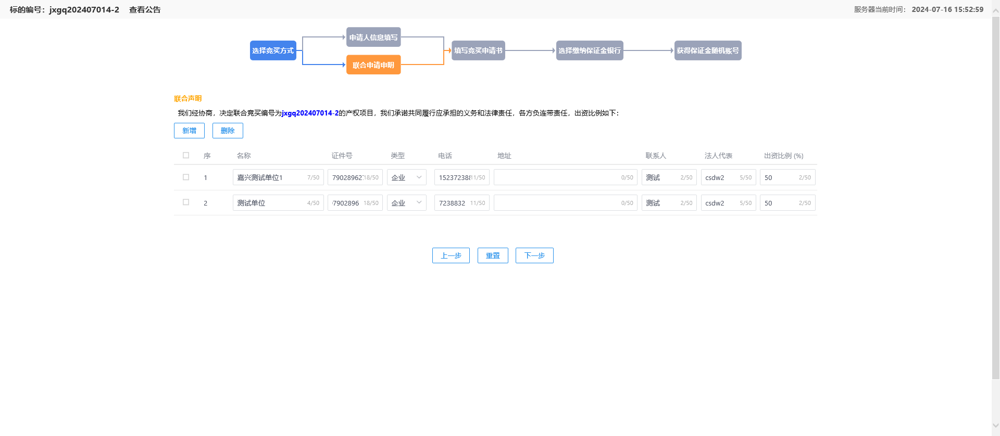 标的编号：jxgq202407014-2 查看公告 服务器当前时间： 2024-07-16 15:52:59
申请人信息填写
选择竞买方式 填写竞买申请书 选择缴纳保证金银行 获得保证金随机账号
联合申请申明
联合声明
我们经协商，决定联合竞买编号为jxgq202407014-2的产权项目，我们承诺共同履行应承担的义务和法律责任，各方负连带责任，出资比例如下：
新增 删除
序 名称 证件号 类型 电话 地址 联系人 法人代表 出资比例 (%)
1 嘉兴测试单位1 7/50 79028962 18/50 企业 15237238 11/50 0/50 测试 2/50 csdw2 5/50 50 2/50
2 测试单位 4/50 7902896 18/50 企业 7238832 11/50 0/50 测试 2/50 csdw2 5/50 50 2/50
上一步 重置 下一步